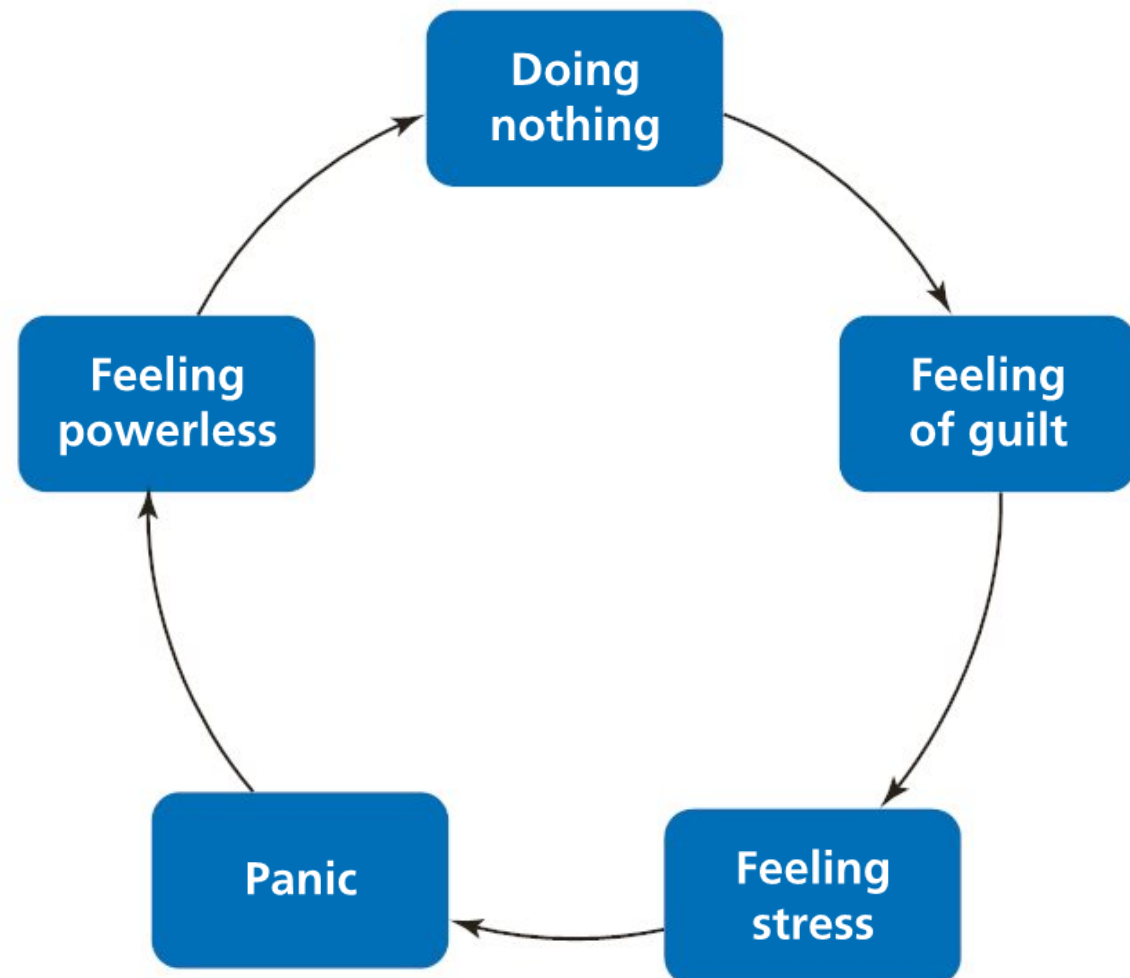 Doing
nothing
Feeling
of guilt
Feeling
stress
Panic
Feeling
powerless